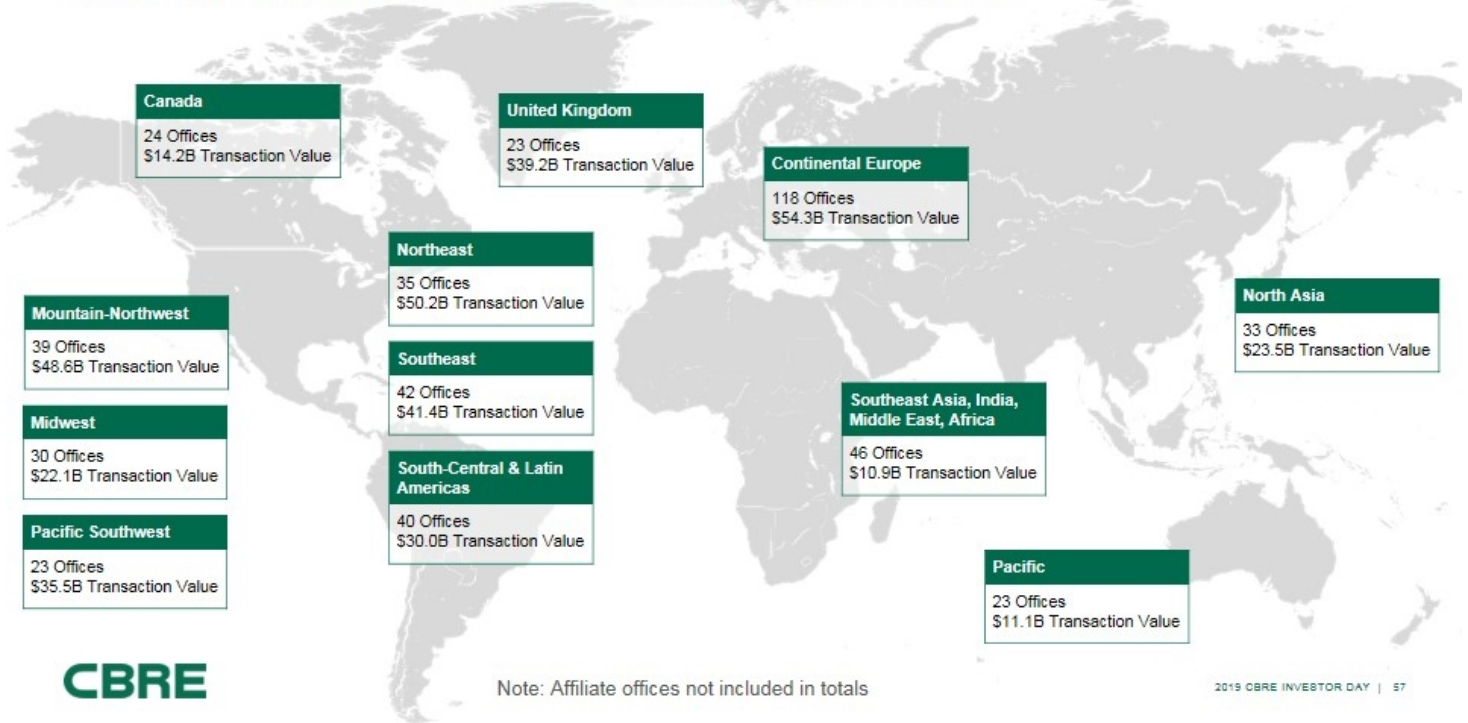 Canada
24 Offices
$14.2B Transaction Value
United Kingdom
23 Offices
$39.2B Transaction Value
Continental Europe
118 Offices
$54.3B Transaction Value
Northeast
35 Offices
$50.2B Transaction Value
Mountain-Northwest
39 Offices
$48.6B Transaction Value
North Asia
33 Offices
$23.5B Transaction Value
Southeast
42 Offices
$41.4B Transaction Value
Southeast Asia, India,
Middle East, Africa
46 Offices
$10.9B Transaction Value
Midwest
30 Offices
$22.1B Transaction Value
South-Central & Latin
Americas
40 Offices
$30.0B Transaction Value
Pacific Southwest
23 Offices
$35.5B Transaction Value
Pacific
23 Offices
$11.1B Transaction Value
CBRE
Note: Affiliate offices not included in totals
2019 CBRE INVESTOR DAY | 57